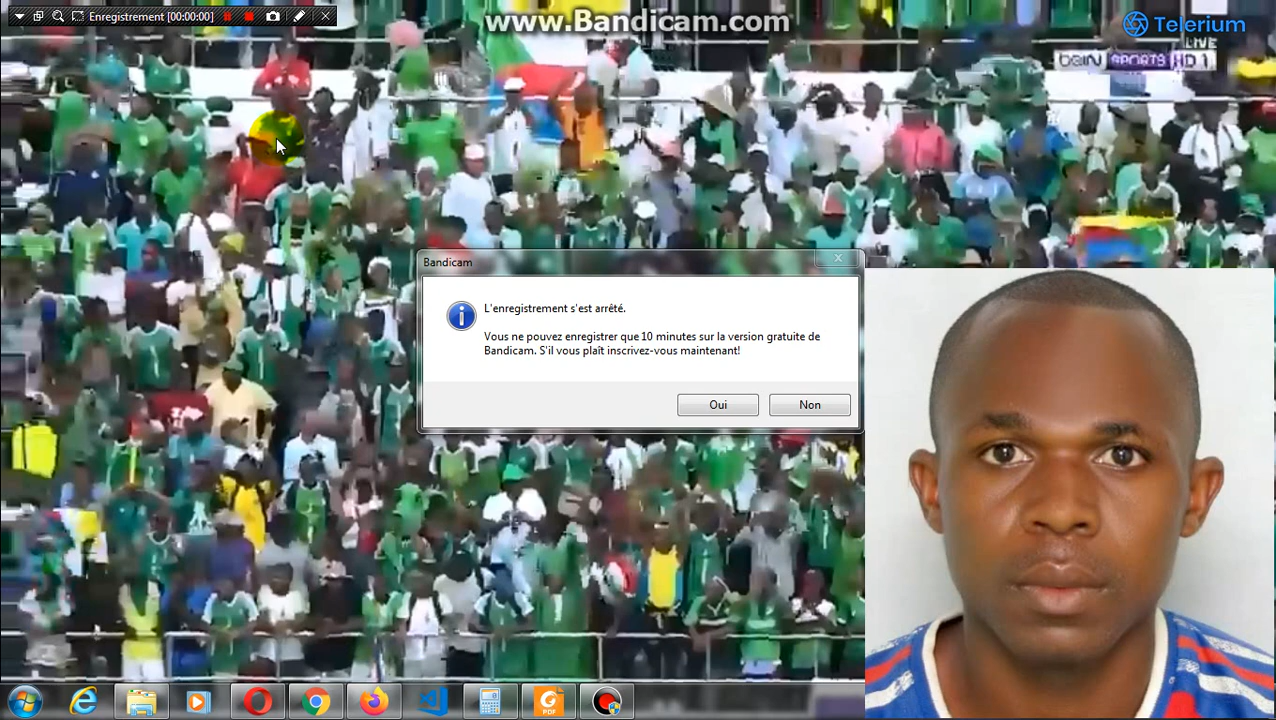 Enregistrement [00:00:00]
www.Bandicam.com
Telerium
LIVE
beIN SPORTS HD 1
Bandicam
L'enregistrement s'est arrêté.
Vous ne pouvez enregistrer que 10 minutes sur la version gratuite de
Bandicam. S'il vous plaît inscrivez-vous maintenant!
Oui
Non
PDF